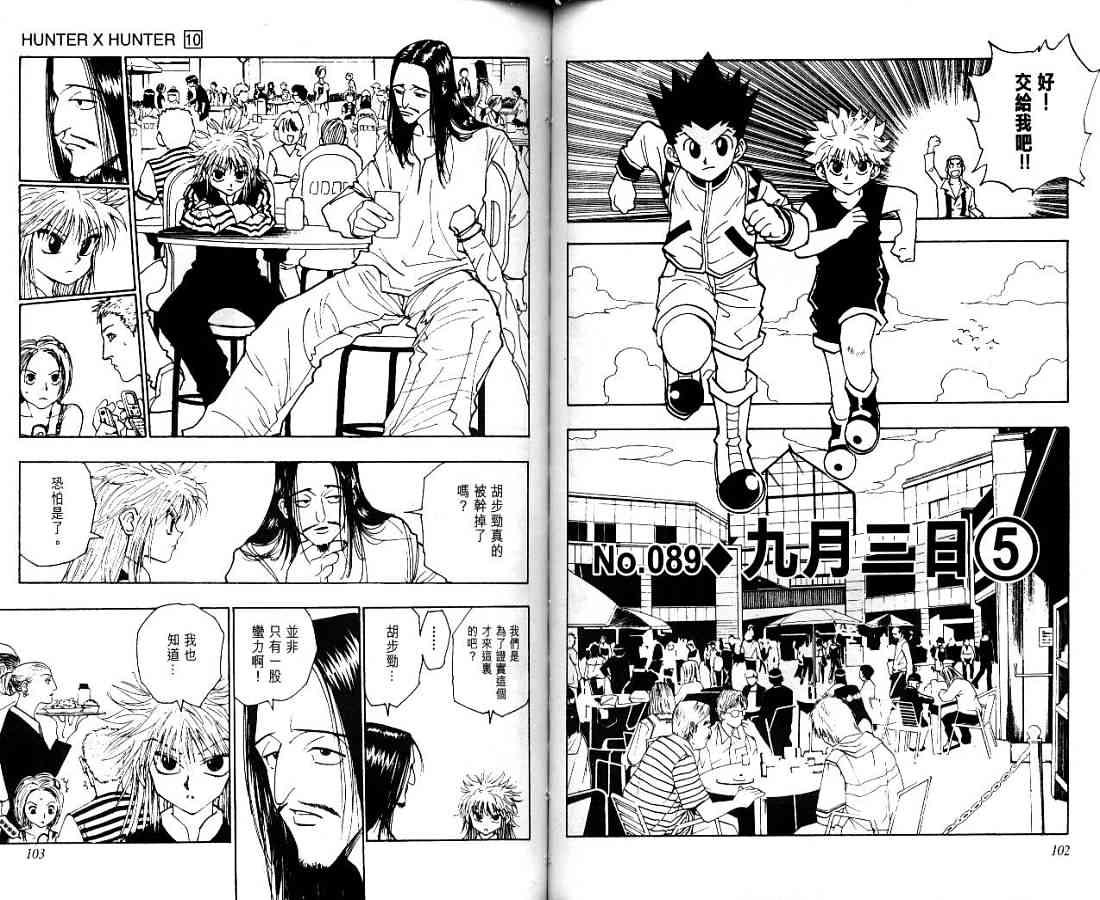 好！
交給我吧!!
No.089◆九月三日⑤
102
HUNTER X HUNTER 10
胡步勁真的
被幹掉了
嗎？
恐怕是了。
我們是
為了證實這個
才來這裏
的吧？
……
胡步勁…
並非
只有一股
蠻力啊！
我也
知道…
103